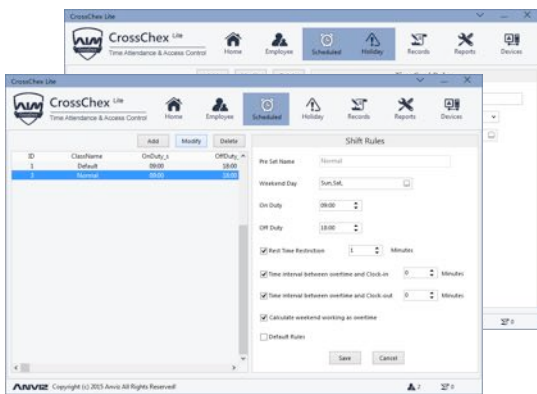 CrossChex Lite
CrossChex Lite
Time Attendance & Access Control
Home
Employee
Scheduled
Holiday
Records
Reports
Devices
CrossChex Lite
AIM
CrossChex Lite
Time Attendance & Access Control
Home
Employee
Scheduled
Holiday
Records
Reports
Devices
Add
Modify
Delete
Shift Rules
ID ClassName OnDuty_s OffDuty_
1 Default 09:00 18:00
3 Normal 09:00 18:00
Pre Set Name Normal
Weekend Day Sun,Sat,
On Duty 09:00
Off Duty 18:00
Rest Time Restriction 1 Minutes
Time interval between overtime and Clock-in 0 Minutes
Time interval between overtime and Clock-out 0 Minutes
Calculate weekend working as overtime
Default Rules
Save
Cancel
ANVIZ Copyright (c) 2015 Anviz All Rights Reserved!
2
0
0